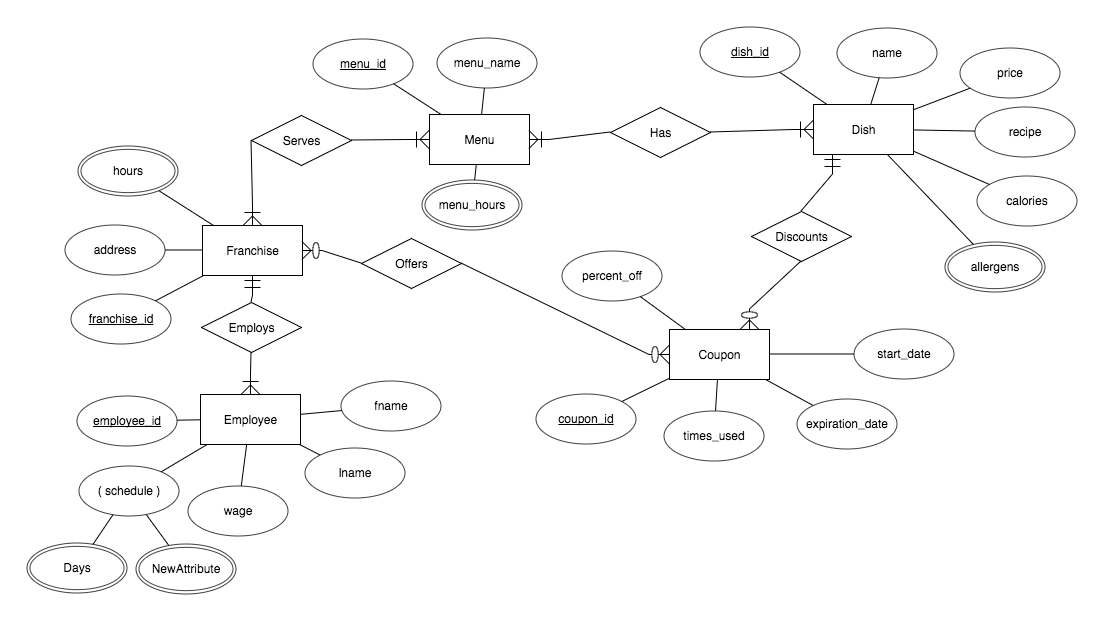 dish_id
name
menu_id
menu_name
price
Serves
Menu
Has
Dish
recipe
hours
menu_hours
calories
address
Franchise
Offers
Discounts
allergens
percent_off
franchise_id
Employs
Coupon
start_date
employee_id
Employee
fname
coupon_id
times_used
expiration_date
lname
( schedule )
wage
Days
NewAttribute